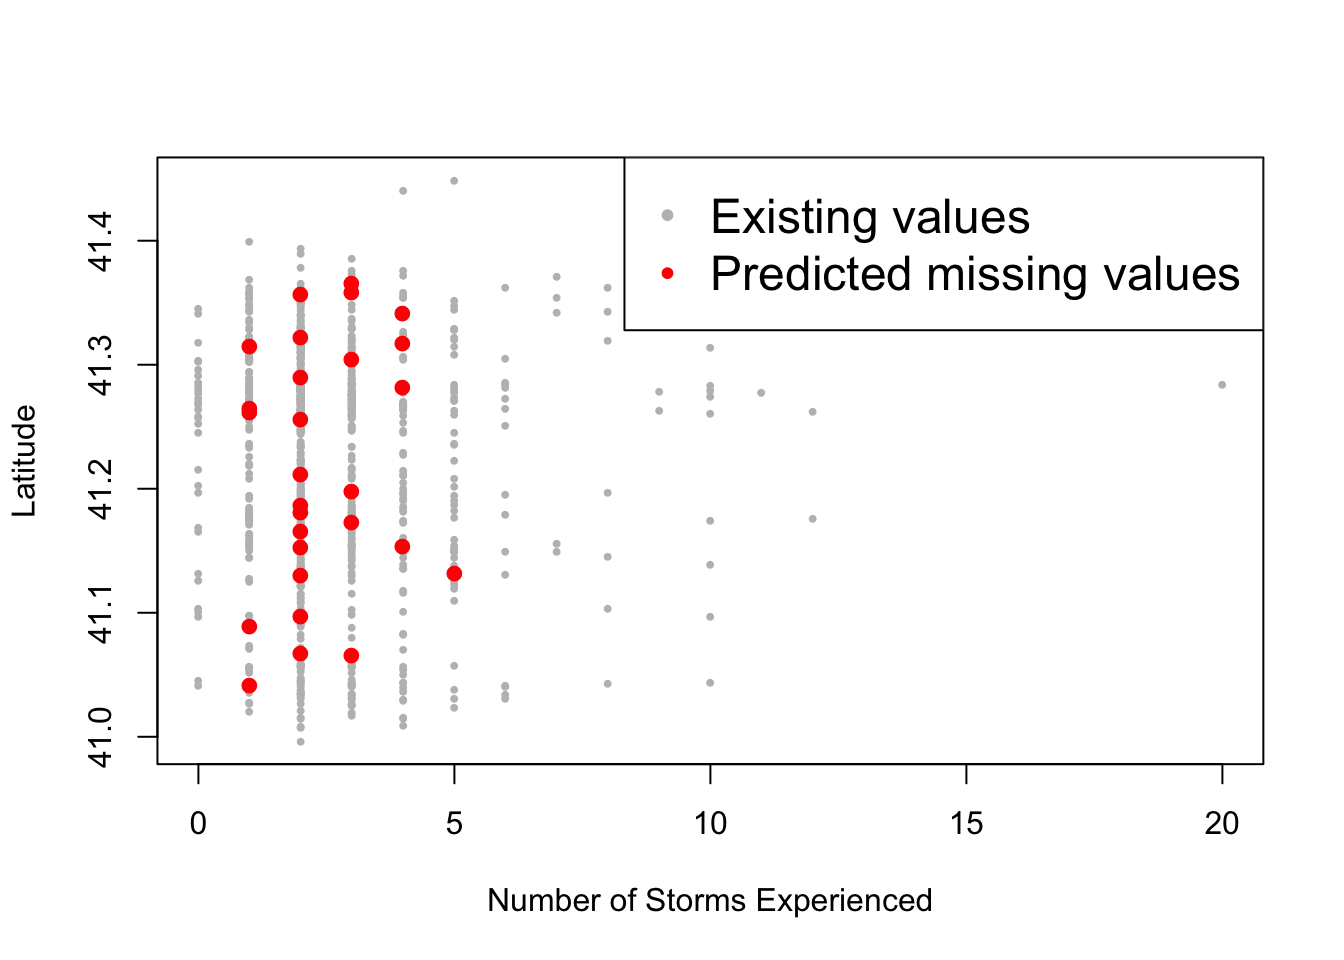 Existing values
Predicted missing values
Latitude
41.4
41.3
41.2
41.1
41.0
0 5 10 15 20
Number of Storms Experienced